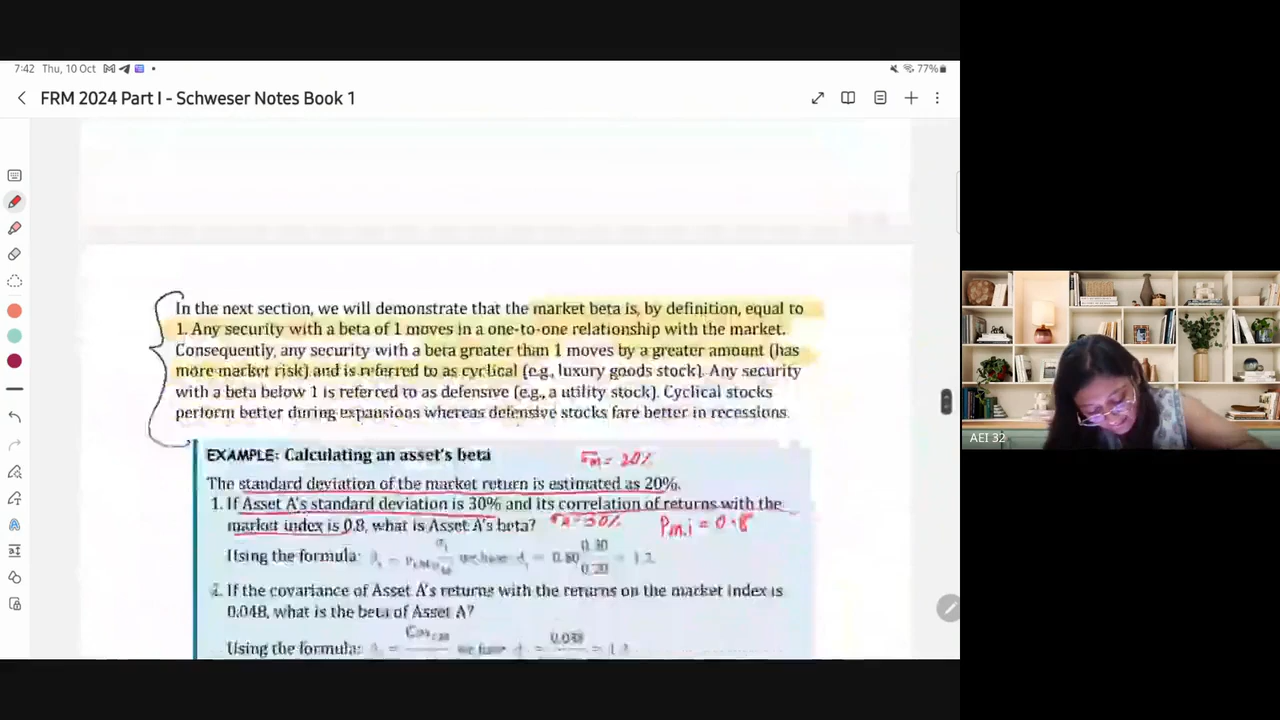 7:42 Thu, 10 Oct
77%
FRM 2024 Part I - Schweser Notes Book 1
In the next section, we will demonstrate that the market beta is, by definition, equal to
1. Any security with a beta of 1 moves in a one-to-one relationship with the market.
Consequently, any security with a beta greater than 1 moves by a greater amount (has
more market risk) and is referred to as cyclical (e.g., luxury goods stock). Any security
with a beta below 1 is referred to as defensive (e.g., a utility stock). Cyclical stocks
perform better during expansions whereas defensive stocks fare better in recessions.
EXAMPLE: Calculating an asset's beta
σm = 20%
The standard deviation of the market return is estimated as 20%.
1. If Asset A's standard deviation is 30% and its correlation of returns with the
market index is 0.8, what is Asset A's beta?
= 30% ρm,i = 0.8
Using the formula: = 0.80 0.30 / 0.20 = 1.2
2. If the covariance of Asset A's returns with the returns on the market index is
0.048, what is the beta of Asset A?
Using the formula:
AEI 32